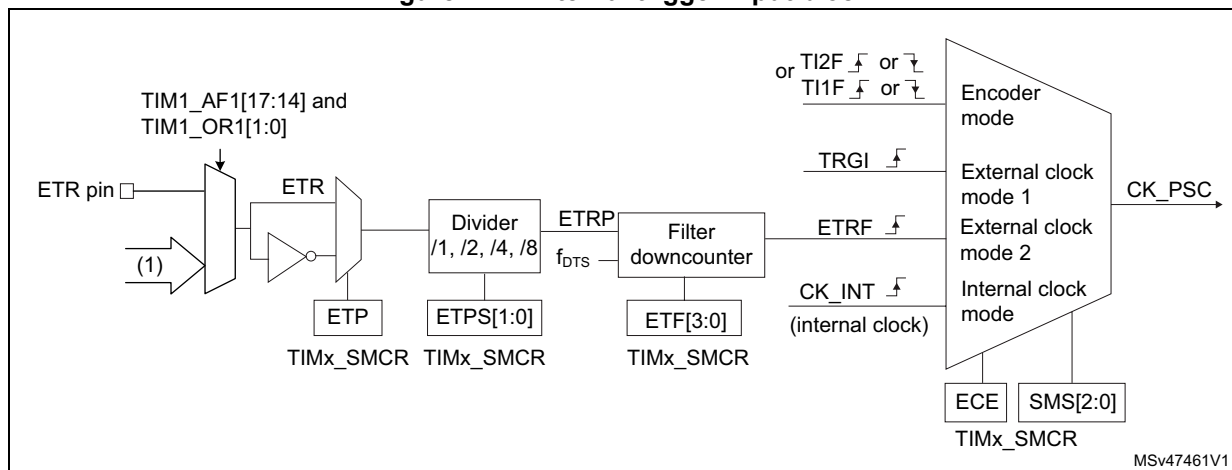 or TI2F or
TI1F or
Encoder
mode
TIM1_AF1[17:14] and
TIM1_OR1[1:0]
TRGI
External clock
mode 1
CK_PSC
ETR pin
ETR
Divider
/1, /2, /4, /8
ETRP
fDTS
Filter
downcounter
ETRF
External clock
mode 2
(1)
CK_INT
(internal clock)
Internal clock
mode
ETP
TIMx_SMCR
ETPS[1:0]
TIMx_SMCR
ETF[3:0]
TIMx_SMCR
ECE
SMS[2:0]
TIMx_SMCR
MSv47461V1